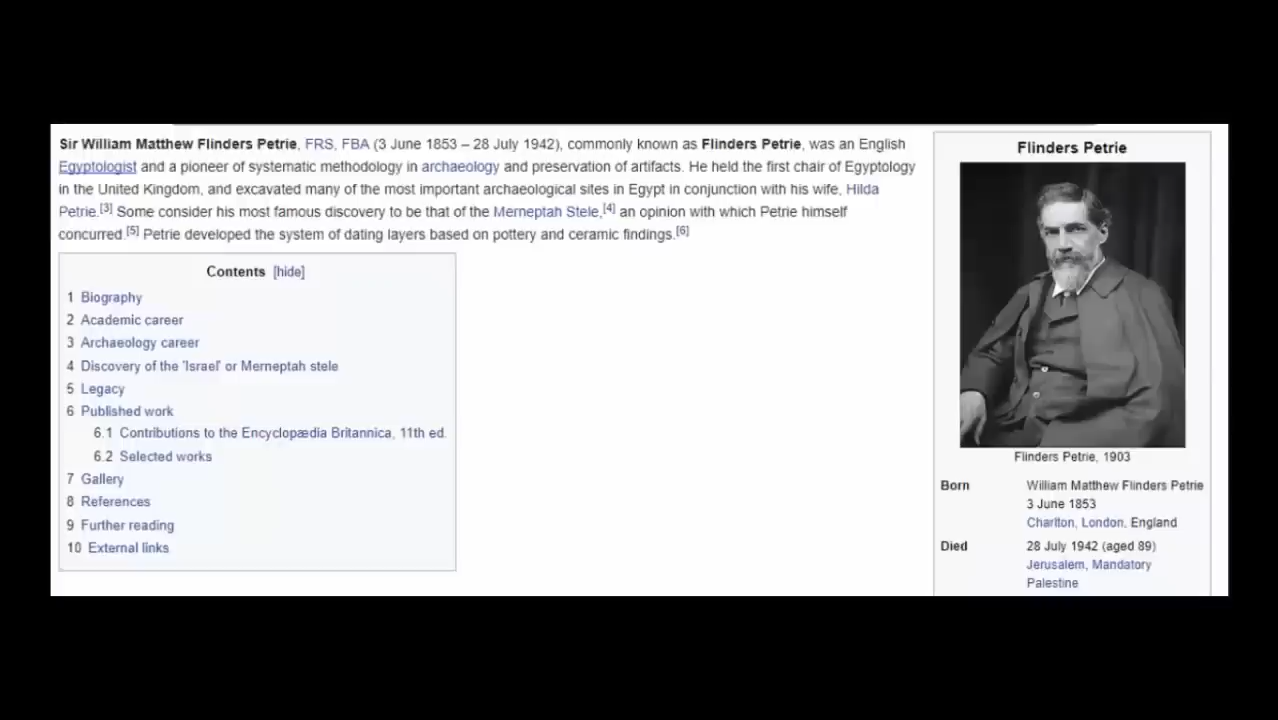 Sir William Matthew Flinders Petrie, FRS, FBA (3 June 1853 – 28 July 1942), commonly known as Flinders Petrie, was an English
Egyptologist and a pioneer of systematic methodology in archaeology and preservation of artifacts. He held the first chair of Egyptology
in the United Kingdom, and excavated many of the most important archaeological sites in Egypt in conjunction with his wife, Hilda
Petrie.[3] Some consider his most famous discovery to be that of the Merneptah Stele,[4] an opinion with which Petrie himself
concurred.[5] Petrie developed the system of dating layers based on pottery and ceramic findings.[6]
Contents [hide]
1 Biography
2 Academic career
3 Archaeology career
4 Discovery of the 'Israel' or Merneptah stele
5 Legacy
6 Published work
6.1 Contributions to the Encyclopædia Britannica, 11th ed.
6.2 Selected works
7 Gallery
8 References
9 Further reading
10 External links
Flinders Petrie
Flinders Petrie, 1903
Born William Matthew Flinders Petrie
3 June 1853
Charlton, London, England
Died 28 July 1942 (aged 89)
Jerusalem, Mandatory
Palestine